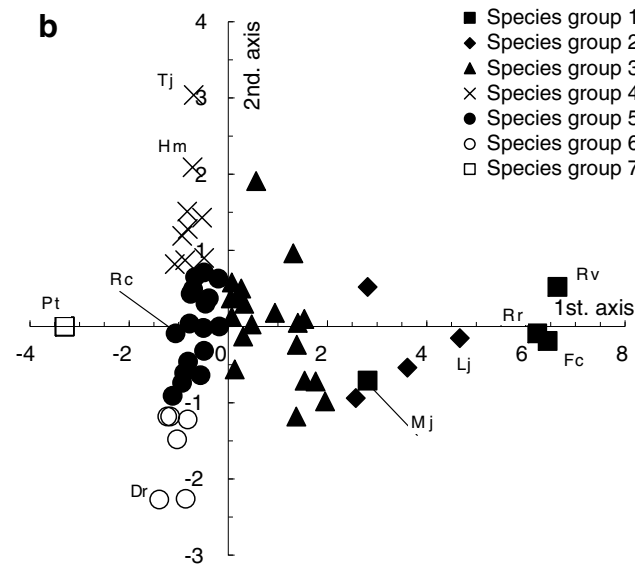 b
4
2nd. axis
Species group 1
Species group 2
Species group 3
Species group 4
Species group 5
Species group 6
Species group 7
Tj
3
Hm
2
1
Rc
Rv
Pt
Rr
1st. axis
-4
-2
0
2
4
6
8
Lj
Fc
-1
Mj
Dr
-2
-3